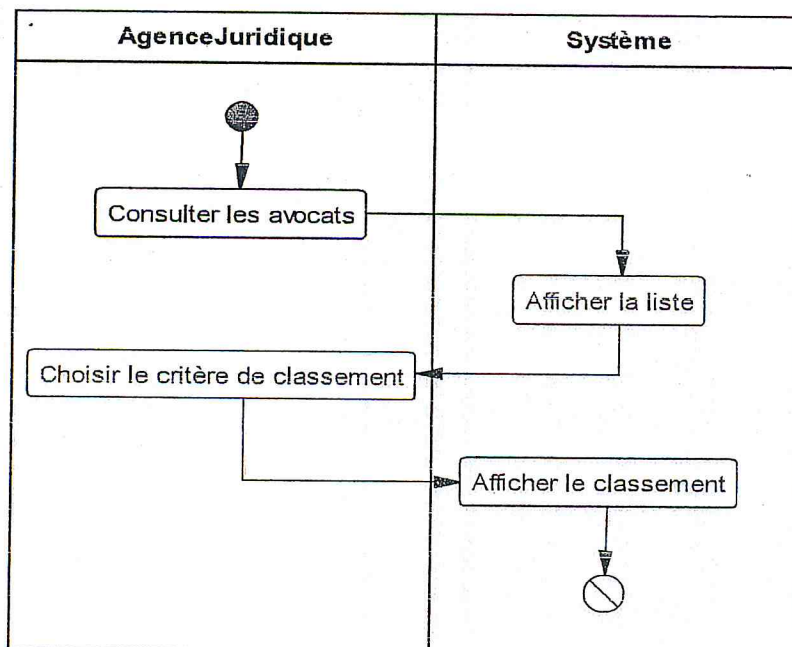 AgenceJuridique
Système
Consulter les avocats
Afficher la liste
Choisir le critère de classement
Afficher le classement